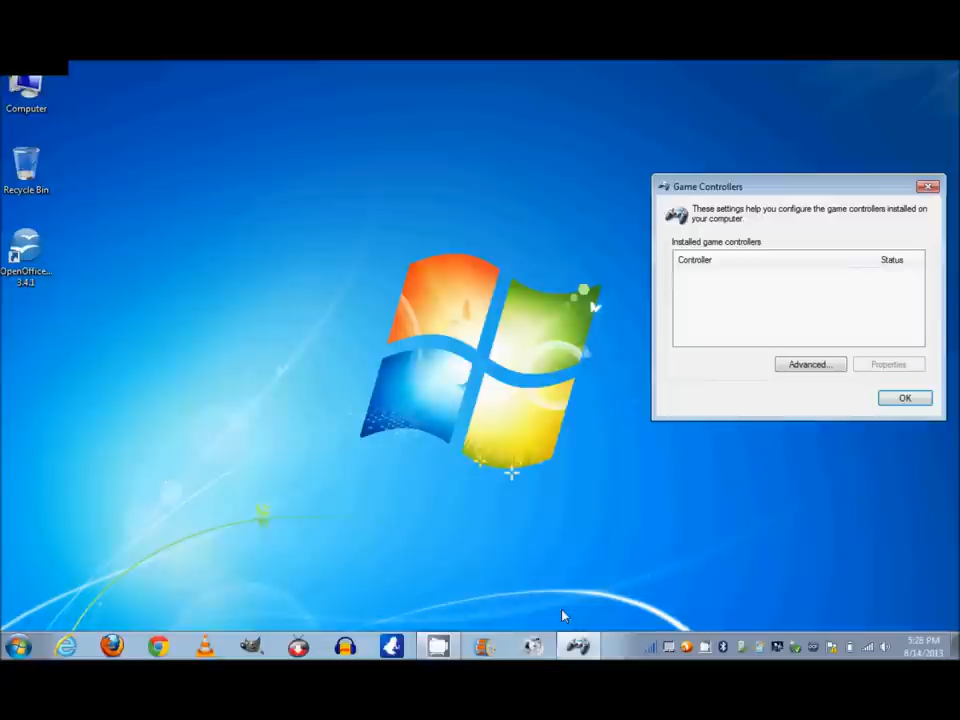 Computer
Recycle Bin
OpenOffice...
3.4.1
Game Controllers
These settings help you configure the game controllers installed on
your computer.
Installed game controllers
Controller
Status
Advanced...
Properties
OK
5:28 PM
8/14/2013